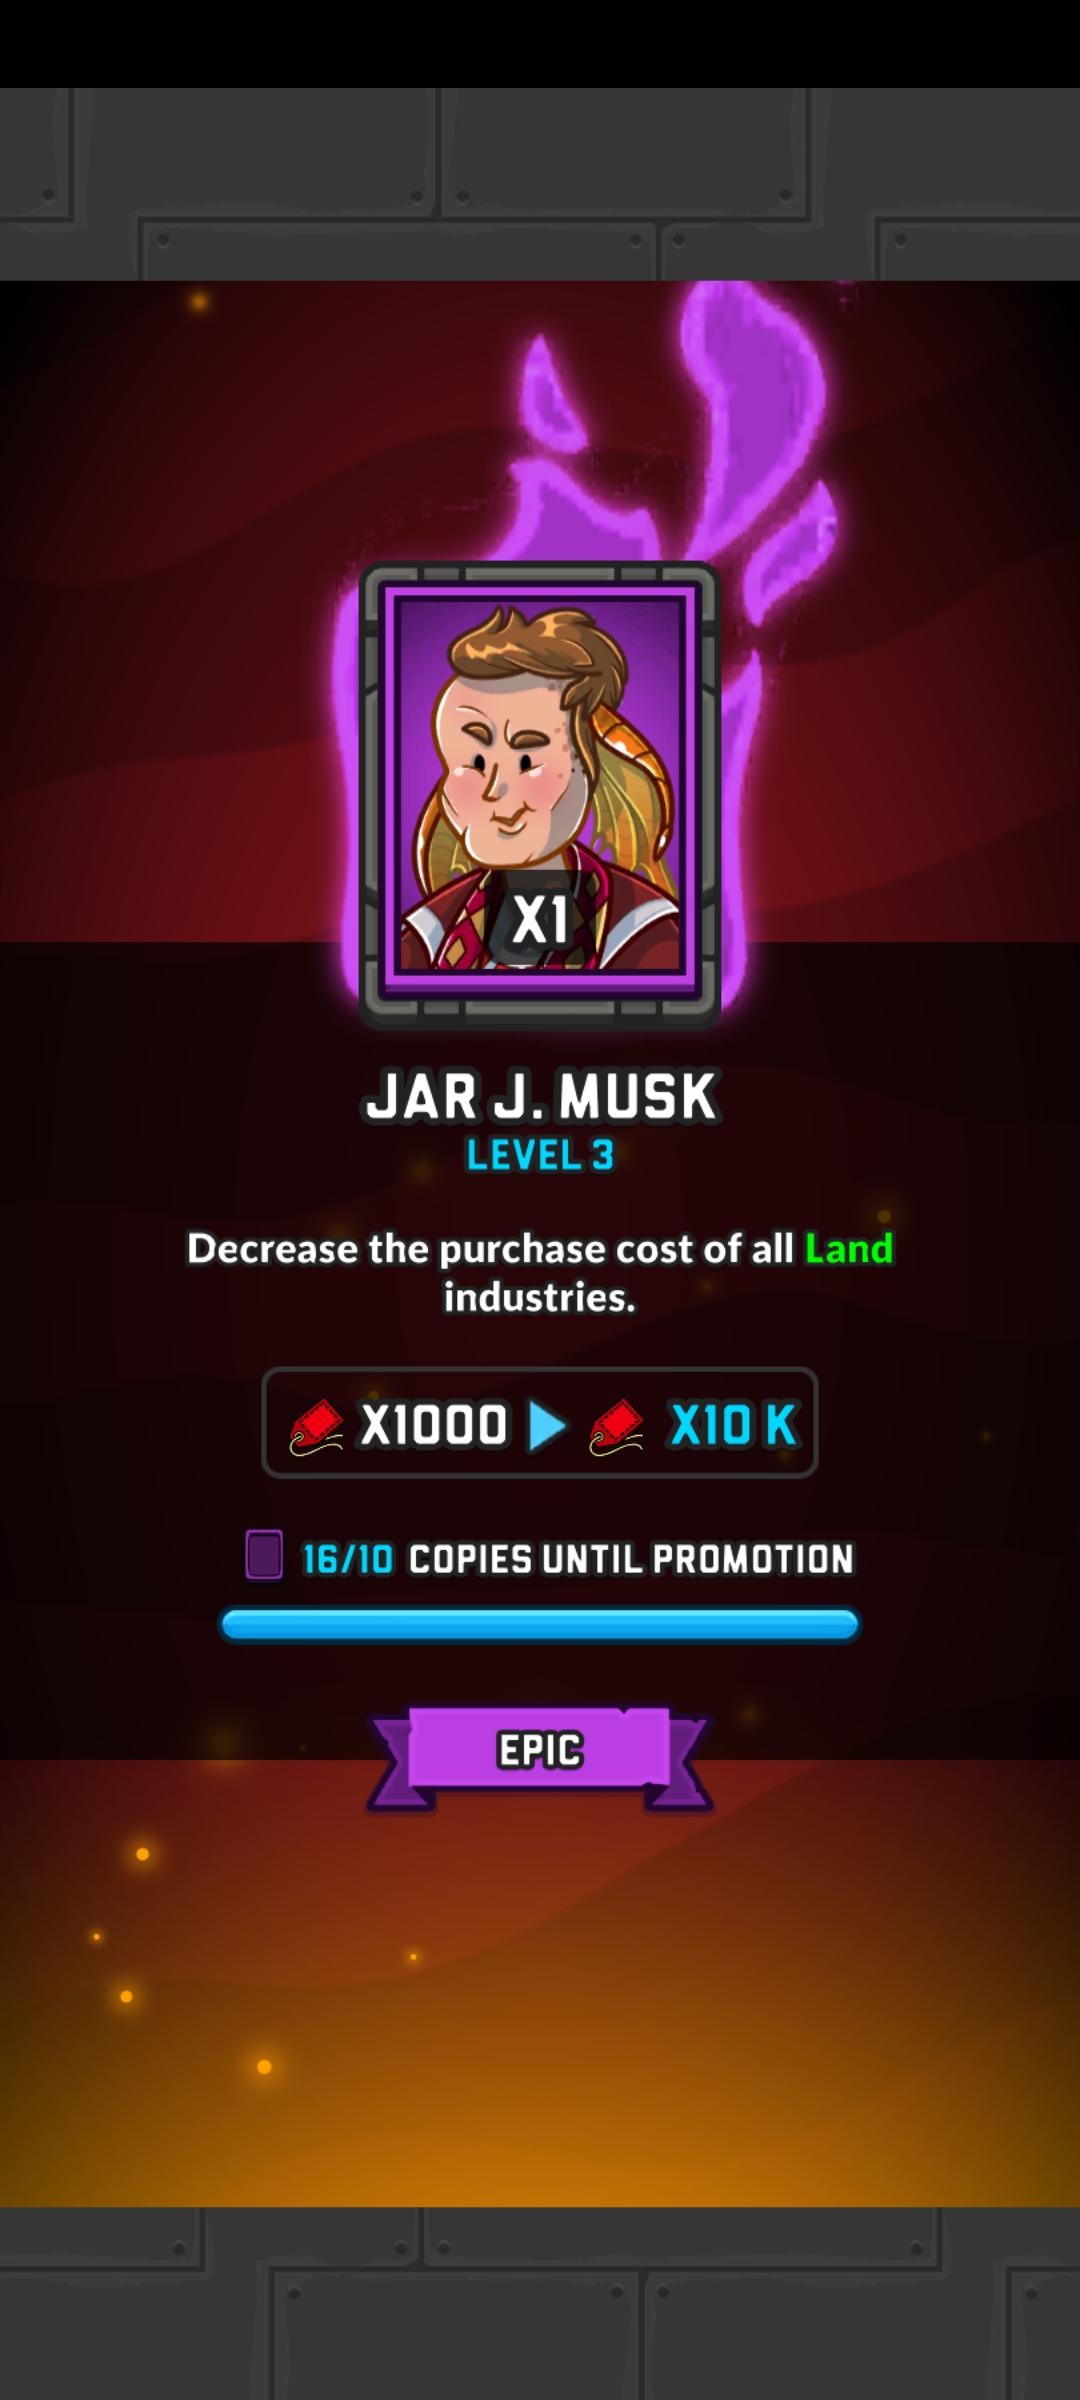 X1
JAR J. MUSK
LEVEL 3
Decrease the purchase cost of all Land
industries.
X1000 X10 K
16/10 COPIES UNTIL PROMOTION
EPIC